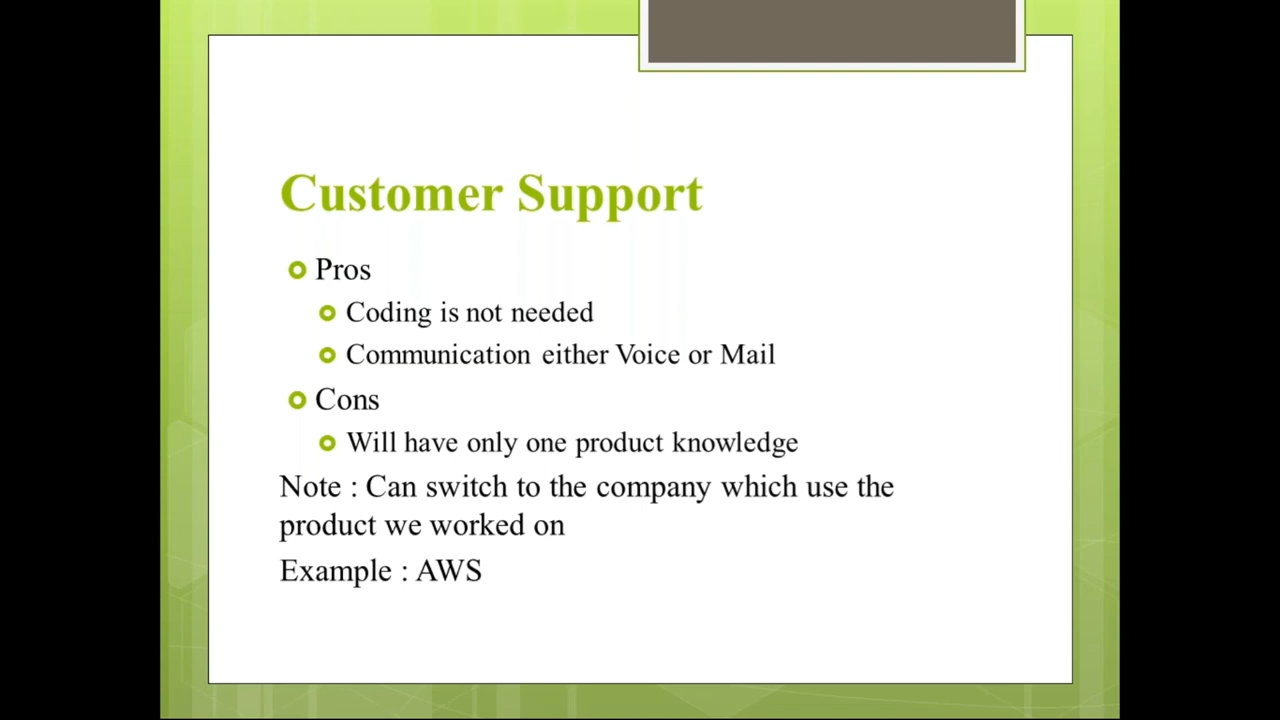 Customer Support
Pros
Coding is not needed
Communication either Voice or Mail
Cons
Will have only one product knowledge
Note : Can switch to the company which use the
product we worked on
Example : AWS